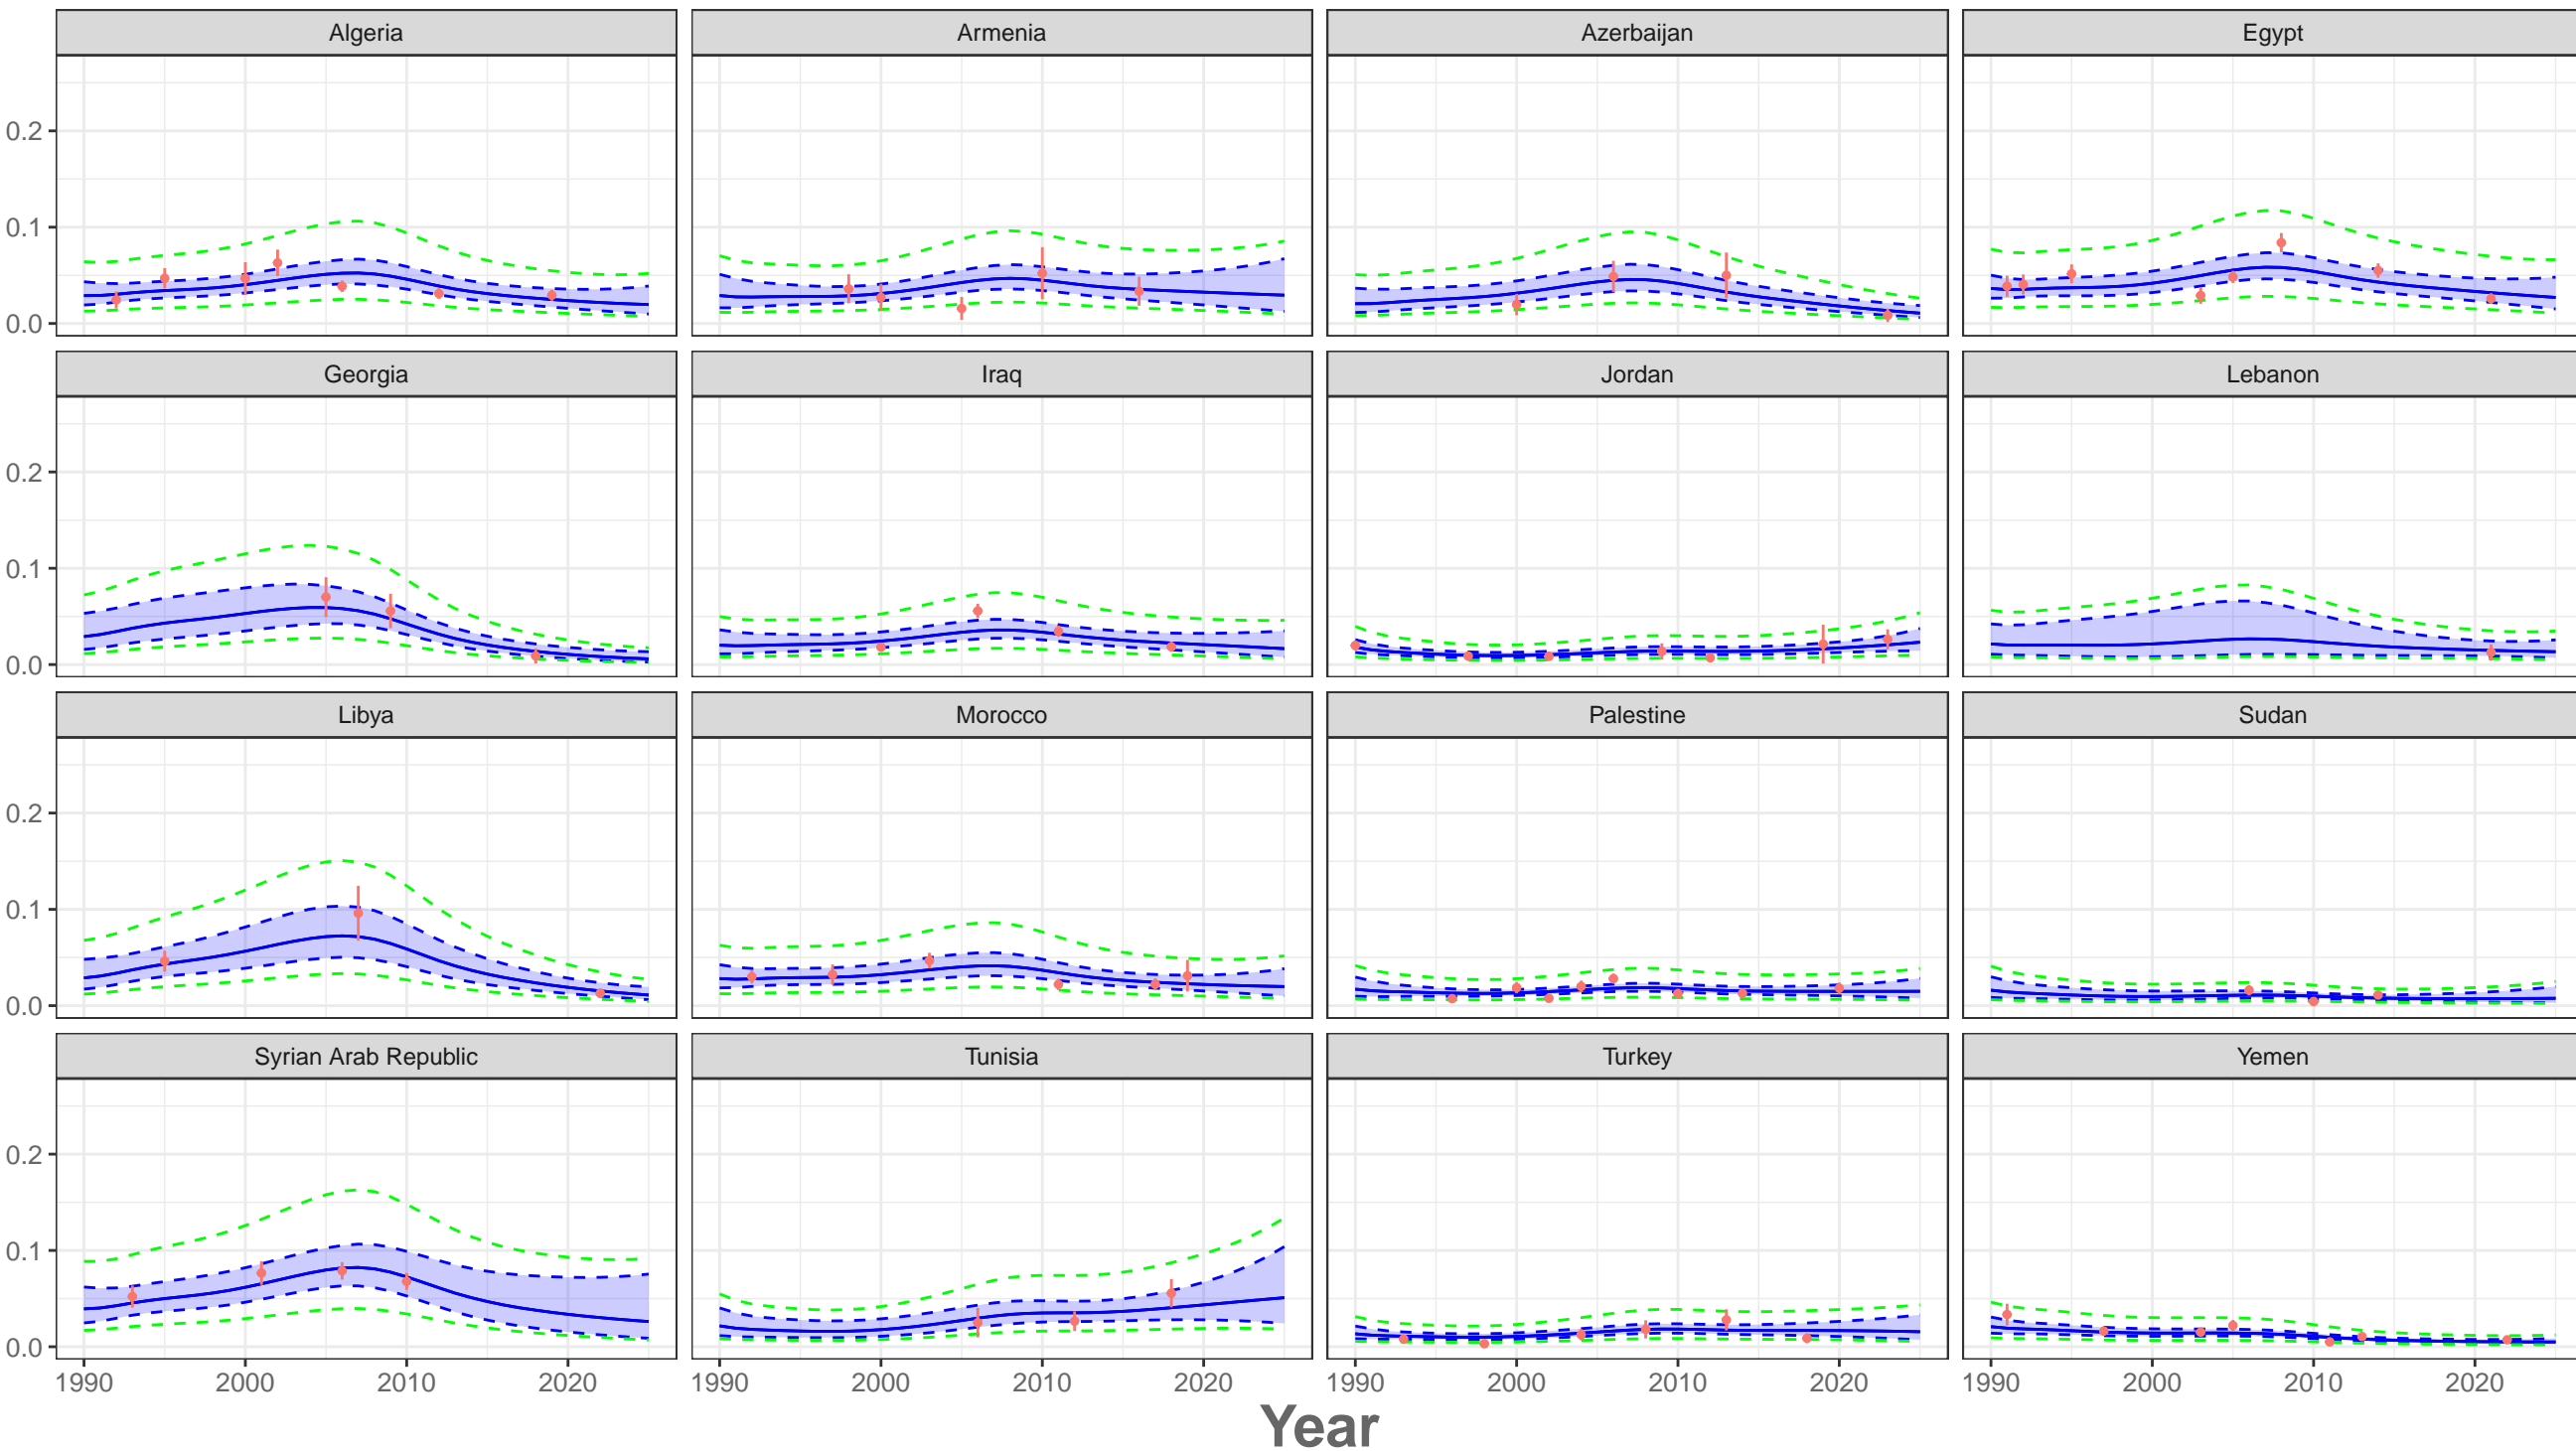 Algeria Armenia Azerbaijan Egypt
0.2
0.1
0.0
Georgia Iraq Jordan Lebanon
0.2
0.1
0.0
Libya Morocco Palestine Sudan
0.2
0.1
0.0
Syrian Arab Republic Tunisia Turkey Yemen
0.2
0.1
0.0
1990 2000 2010 2020 1990 2000 2010 2020 1990 2000 2010 2020 1990 2000 2010 2020
Year